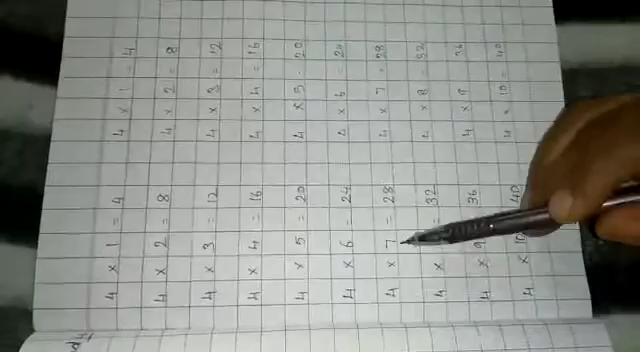 4 × 1 = 4 4 × 1 = 4
4 × 2 = 8 4 × 2 = 8
4 × 3 = 12 4 × 3 = 12
4 × 4 = 16 4 × 4 = 16
4 × 5 = 20 4 × 5 = 20
4 × 6 = 24 4 × 6 = 24
4 × 7 = 28 4 × 7 = 28
4 × = 32 4 × 8 = 32
4 × 9 36 4 × 9 36
4 × 10 40 4 × 10 = 40